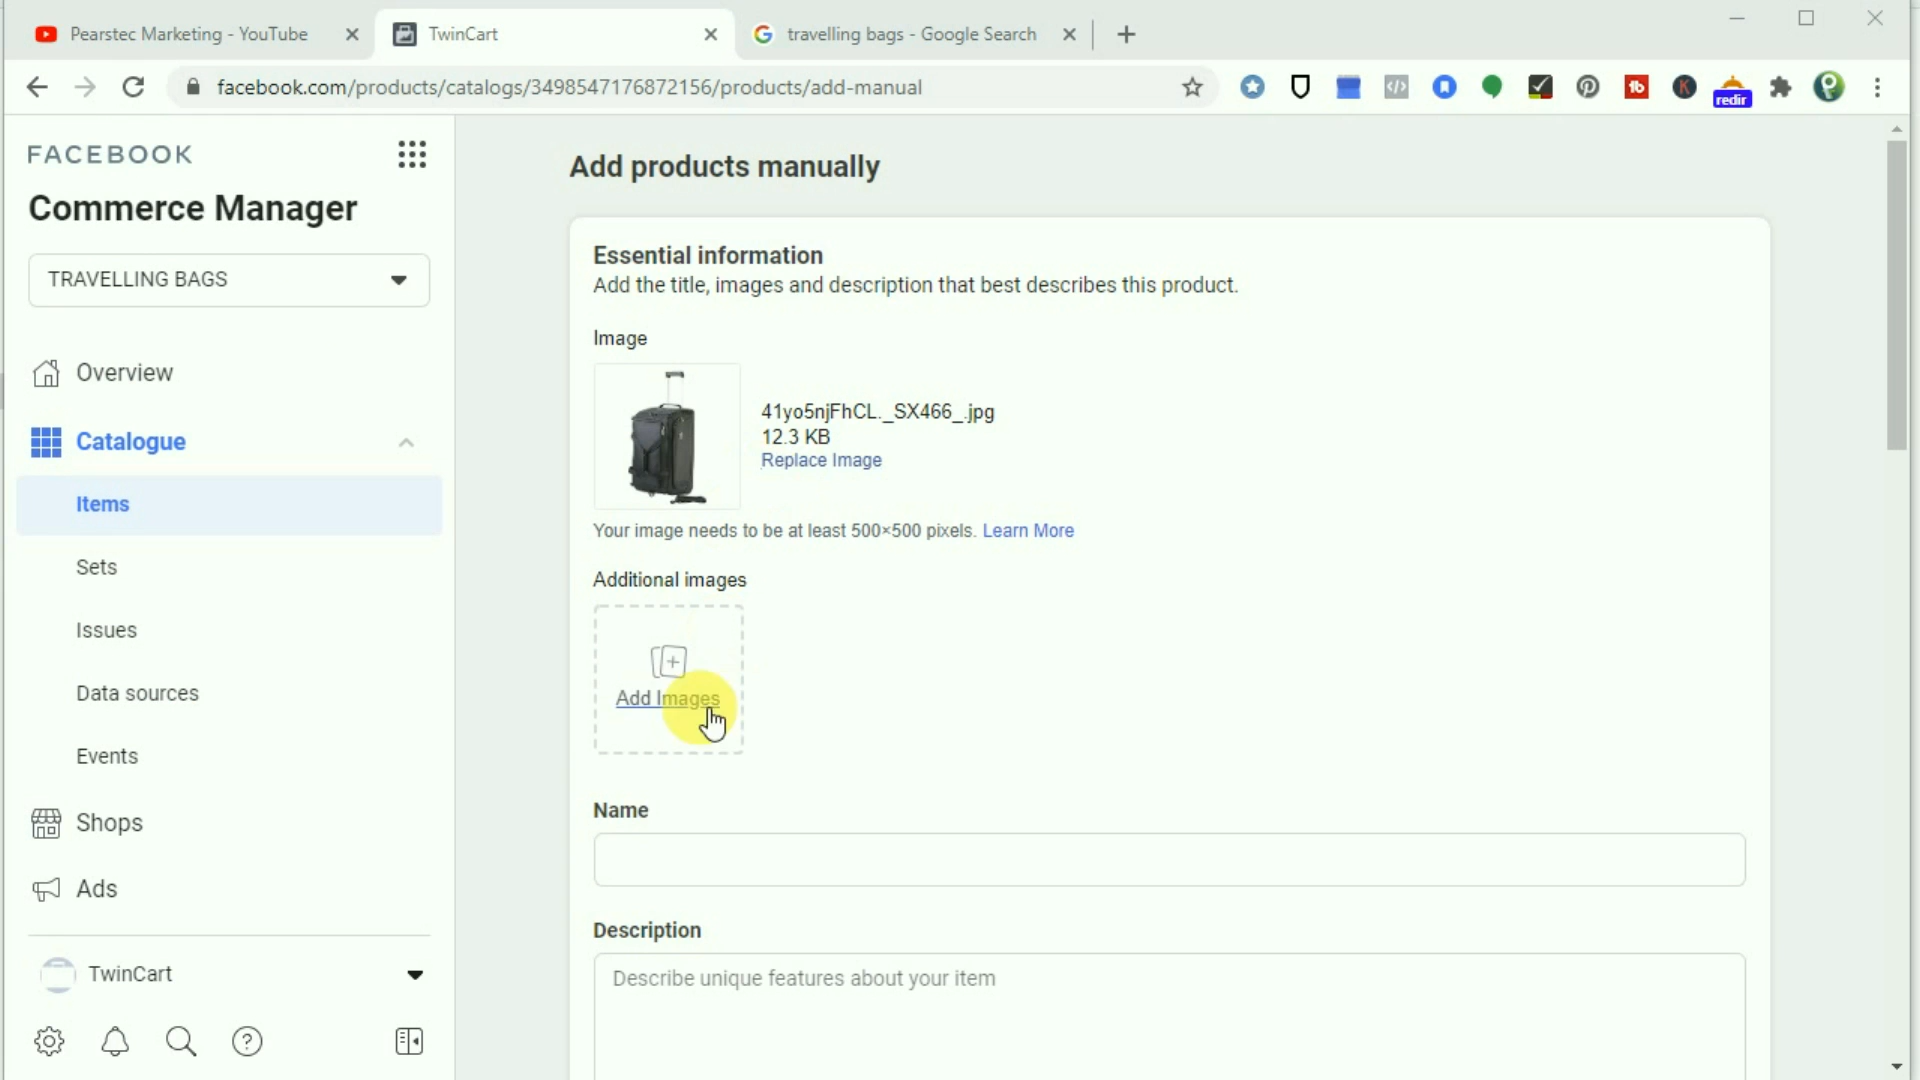 Pearstec Marketing - YouTube
TwinCart
travelling bags - Google Search
facebook.com/products/catalogs/3498547176872156/products/add-manual
redir
FACEBOOK
Commerce Manager
TRAVELLING BAGS
Overview
Catalogue
Items
Sets
Issues
Data sources
Events
Shops
Ads
TwinCart
Add products manually
Essential information
Add the title, images and description that best describes this product.
Image
41yo5njFhCL._SX466_.jpg
12.3 KB
Replace Image
Your image needs to be at least 500×500 pixels. Learn More
Additional images
Add Images
Name
Description
Describe unique features about your item